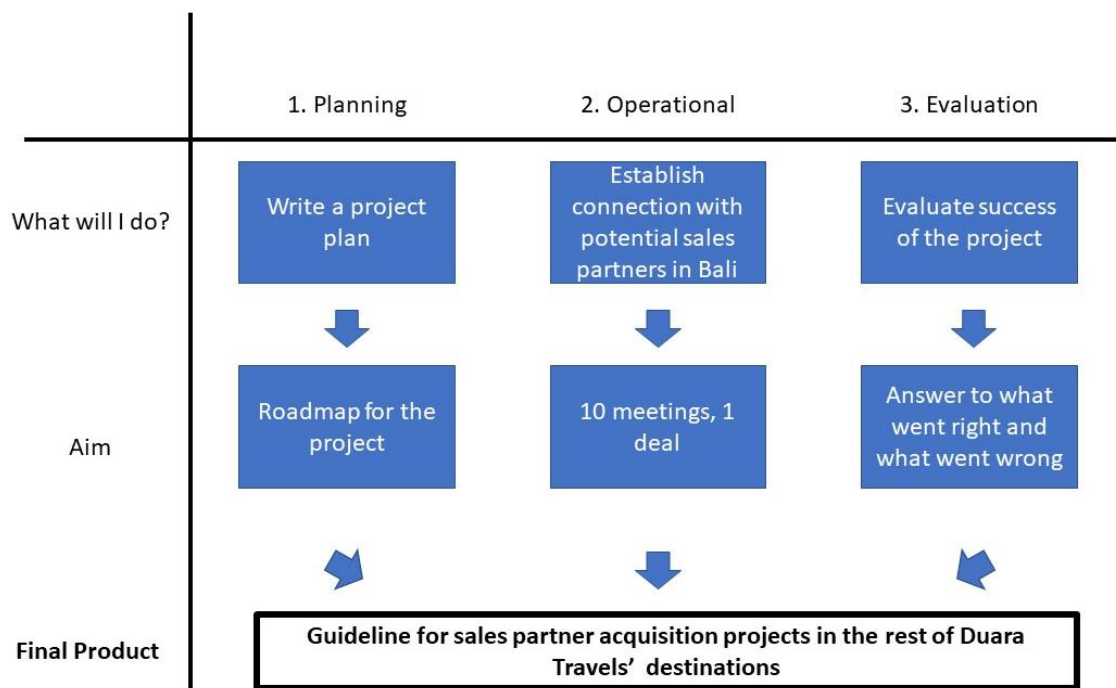 1. Planning
2. Operational
3. Evaluation
What will I do?
Write a project
plan
Establish
connection with
potential sales
partners in Bali
Evaluate success
of the project
Aim
Roadmap for the
project
10 meetings, 1
deal
Answer to what
went right and
what went wrong
Final Product
Guideline for sales partner acquisition projects in the rest of Duara
Travels’ destinations